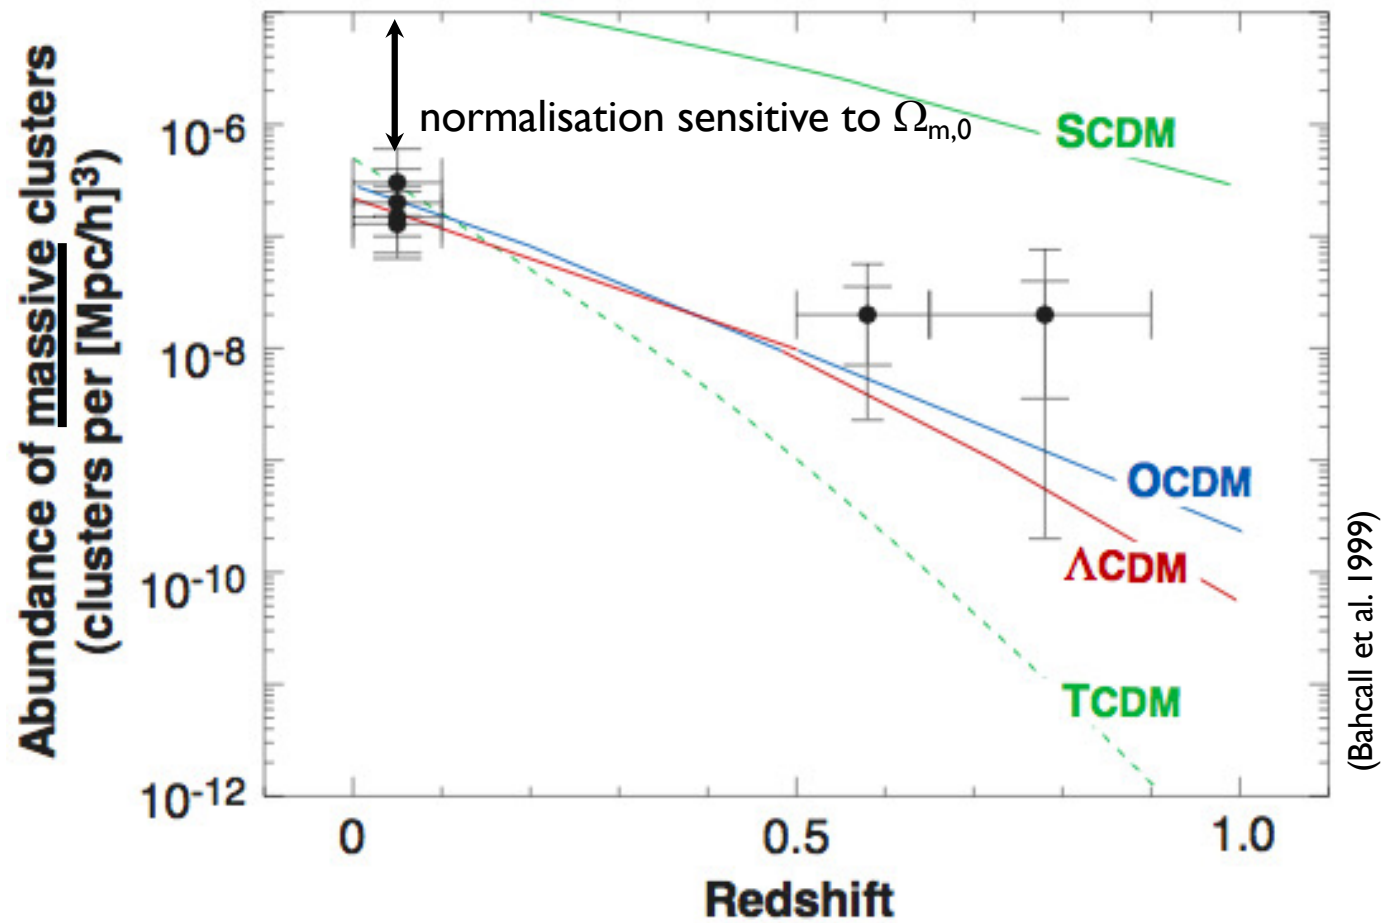 Abundance of massive clusters
(clusters per [Mpc/h]³)
10⁻⁶
10⁻⁸
10⁻¹⁰
10⁻¹²
normalisation sensitive to Ωm,0
SCDM
OCDM
ΛCDM
TCDM
0
0.5
1.0
Redshift
(Bahcall et al. 1999)